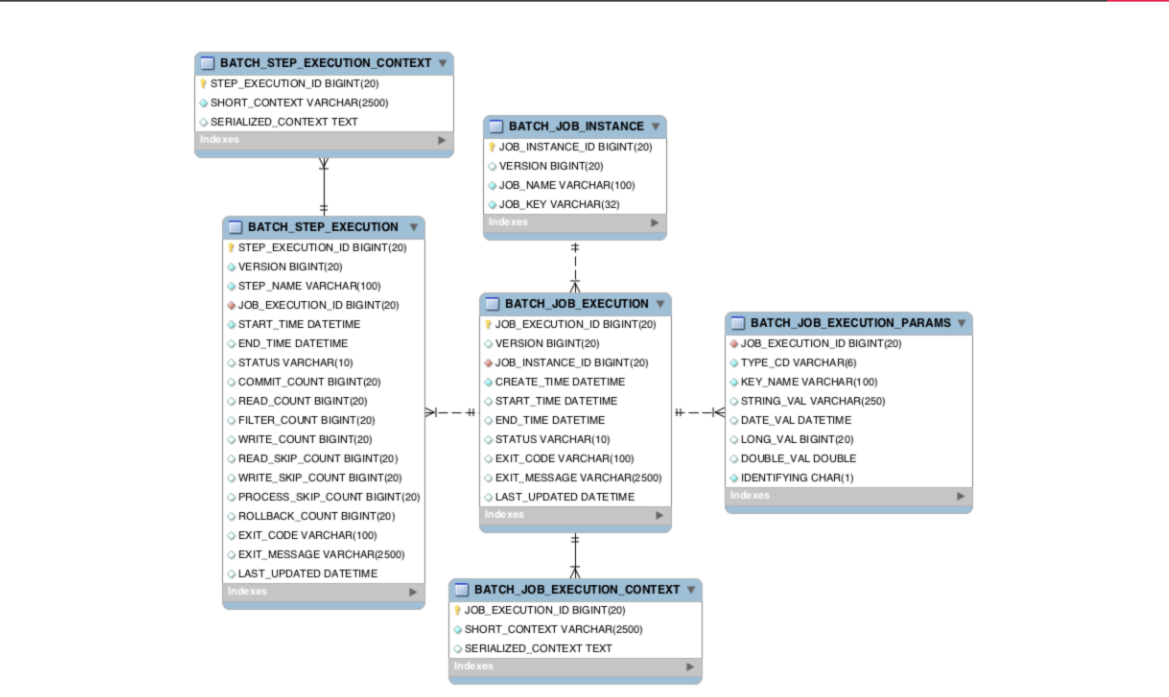 BATCH_STEP_EXECUTION_CONTEXT
STEP_EXECUTION_ID BIGINT(20)
SHORT_CONTEXT VARCHAR(2500)
SERIALIZED_CONTEXT TEXT
Indexes
BATCH_JOB_INSTANCE
JOB_INSTANCE_ID BIGINT(20)
VERSION BIGINT(20)
JOB_NAME VARCHAR(100)
JOB_KEY VARCHAR(32)
Indexes
BATCH_STEP_EXECUTION
STEP_EXECUTION_ID BIGINT(20)
VERSION BIGINT(20)
STEP_NAME VARCHAR(100)
JOB_EXECUTION_ID BIGINT(20)
START_TIME DATETIME
END_TIME DATETIME
STATUS VARCHAR(10)
COMMIT_COUNT BIGINT(20)
READ_COUNT BIGINT(20)
FILTER_COUNT BIGINT(20)
WRITE_COUNT BIGINT(20)
READ_SKIP_COUNT BIGINT(20)
WRITE_SKIP_COUNT BIGINT(20)
PROCESS_SKIP_COUNT BIGINT(20)
ROLLBACK_COUNT BIGINT(20)
EXIT_CODE VARCHAR(100)
EXIT_MESSAGE VARCHAR(2500)
LAST_UPDATED DATETIME
Indexes
BATCH_JOB_EXECUTION
JOB_EXECUTION_ID BIGINT(20)
VERSION BIGINT(20)
JOB_INSTANCE_ID BIGINT(20)
CREATE_TIME DATETIME
START_TIME DATETIME
END_TIME DATETIME
STATUS VARCHAR(10)
EXIT_CODE VARCHAR(100)
EXIT_MESSAGE VARCHAR(2500)
LAST_UPDATED DATETIME
Indexes
BATCH_JOB_EXECUTION_PARAMS
JOB_EXECUTION_ID BIGINT(20)
TYPE_CD VARCHAR(6)
KEY_NAME VARCHAR(100)
STRING_VAL VARCHAR(250)
DATE_VAL DATETIME
LONG_VAL BIGINT(20)
DOUBLE_VAL DOUBLE
IDENTIFYING CHAR(1)
Indexes
BATCH_JOB_EXECUTION_CONTEXT
JOB_EXECUTION_ID BIGINT(20)
SHORT_CONTEXT VARCHAR(2500)
SERIALIZED_CONTEXT TEXT
Indexes